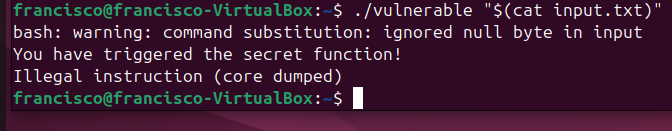 francisco@francisco-VirtualBox:~$ ./vulnerable "$(cat input.txt)"
bash: warning: command substitution: ignored null byte in input
You have triggered the secret function!
Illegal instruction (core dumped)
francisco@francisco-VirtualBox:~$